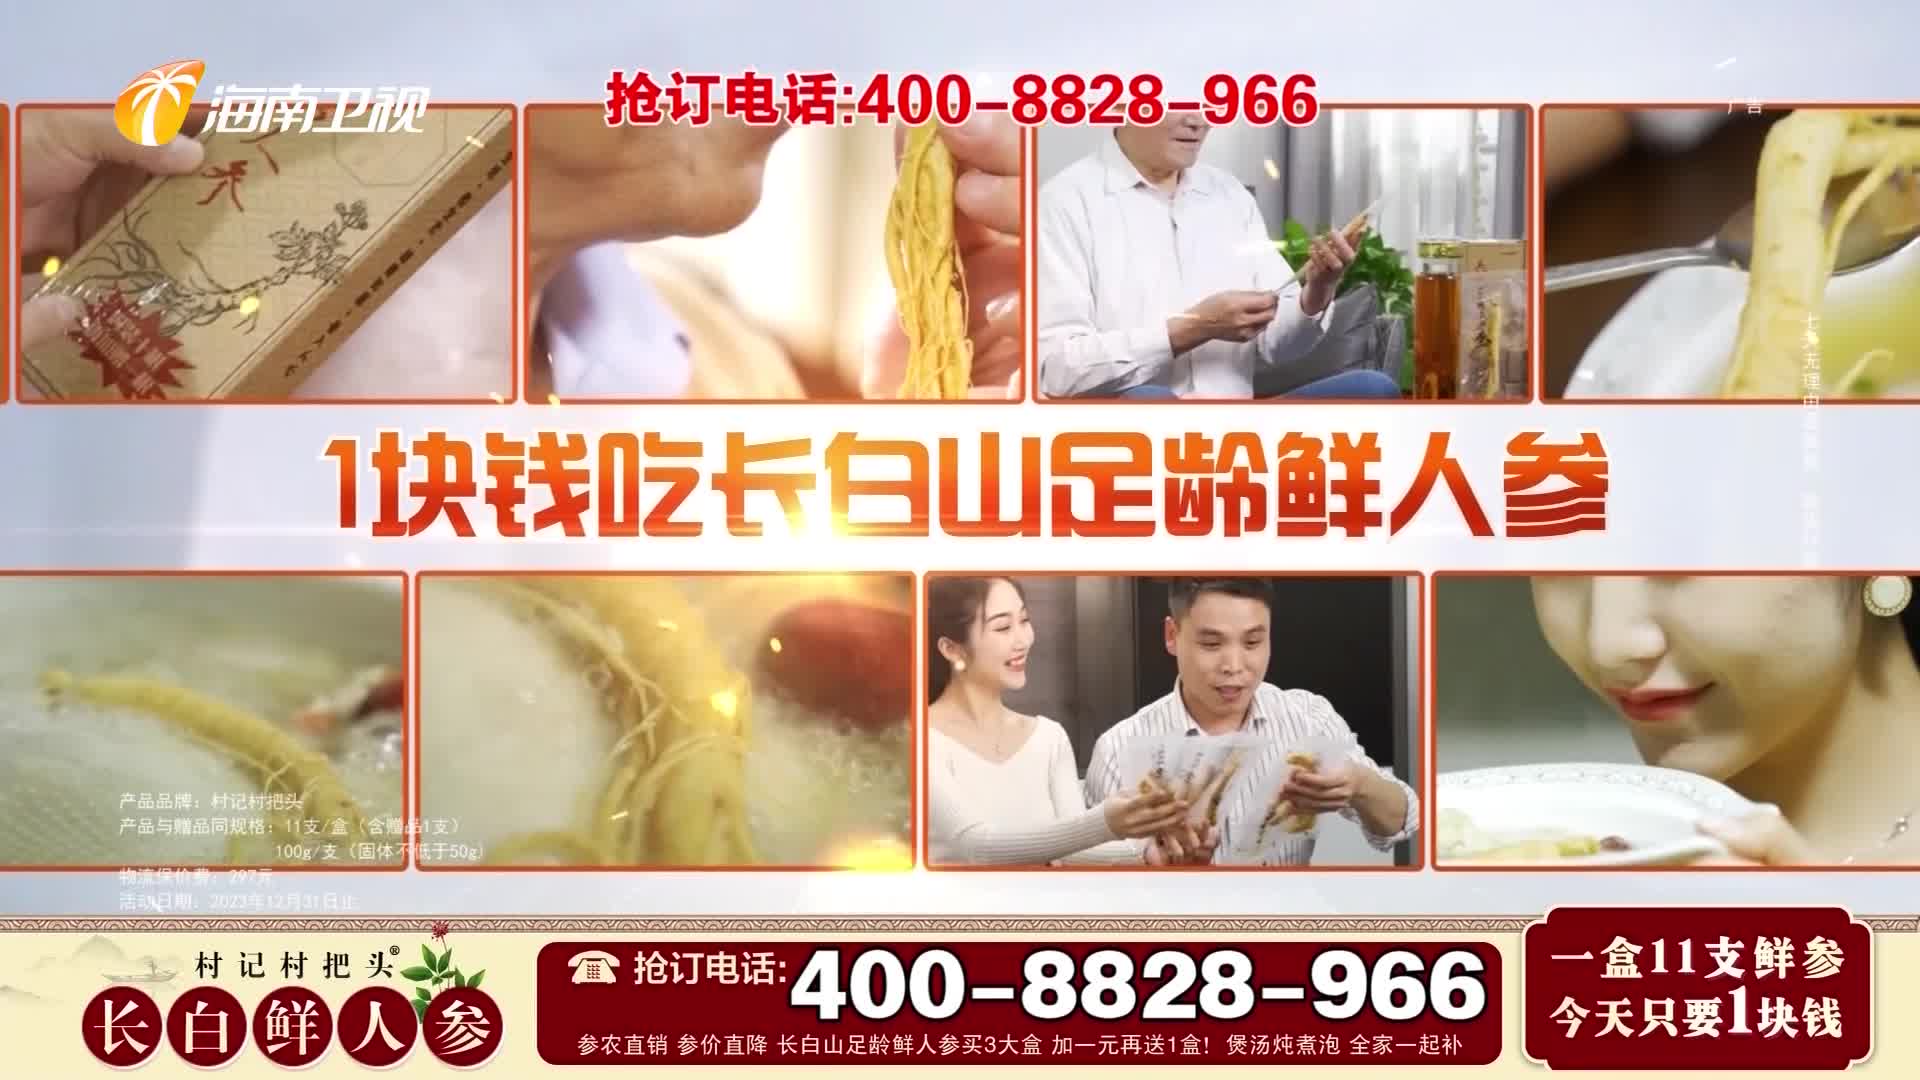 海南卫视
抢订电话:400-8828-966
广告
1块钱吃长白山足龄鲜人参
产品品牌：村记村把头
产品与赠品同规格：11支/盒（含赠品1支）
100g/支（固体不低于50g）
物流保价费：297元
活动日期：2023年12月31日止
村记村把头®
长白鲜人参
抢订电话:400-8828-966
参农直销 参价直降 长白山足龄鲜人参买3大盒 加一元再送1盒！煲汤炖煮泡 全家一起补
一盒11支鲜参
今天只要1块钱